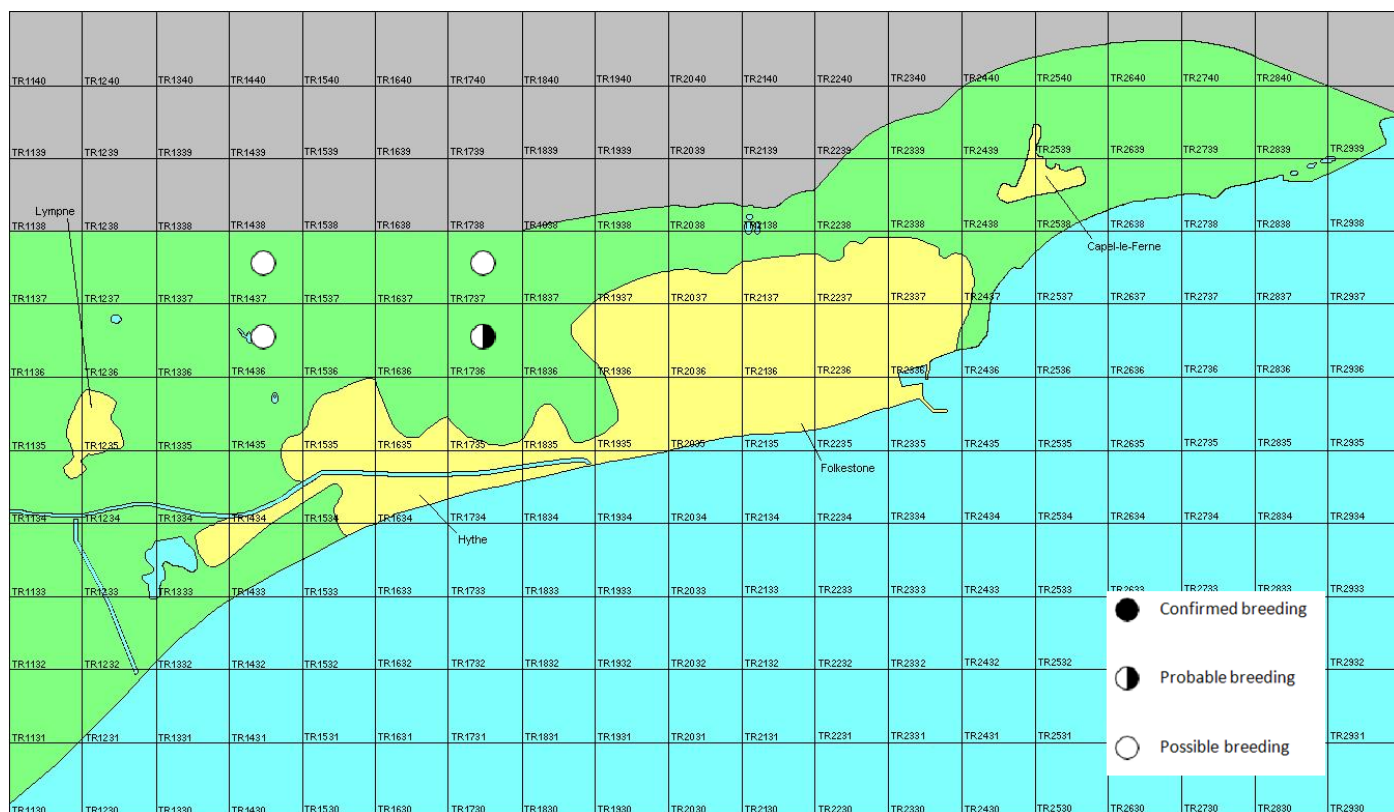 TR1140 TR1240 TR1340 TR1440 TR1540 TR1640 TR1740 TR1840 TR1940 TR2040 TR2140 TR2240 TR2340 TR2440 TR2540 TR2640 TR2740 TR2840
TR1139 TR1239 TR1339 TR1439 TR1539 TR1639 TR1739 TR1839 TR1939 TR2039 TR2139 TR2239 TR2339 TR2439 TR2539 TR2639 TR2739 TR2839 TR2939
Lympne
TR1138 TR1238 TR1338 TR1438 TR1538 TR1638 TR1738 TR1938 TR2038 TR2138 TR2238 TR2338 TR2438 TR2538 TR2638 TR2738 TR2838 TR2938
Capel-le-Ferne
TR1137 TR1237 TR1337 TR1437 TR1537 TR1637 TR1737 TR1837 TR1937 TR2037 TR2137 TR2237 TR2337 TR2437 TR2537 TR2637 TR2737 TR2837 TR2937
TR1136 TR1236 TR1336 TR1436 TR1536 TR1636 TR1736 TR1836 TR1936 TR2036 TR2136 TR2236 TR2336 TR2436 TR2536 TR2636 TR2736 TR2836 TR2936
TR1135 TR1235 TR1335 TR1435 TR1535 TR1635 TR1735 TR1835 TR1935 TR2035 TR2135 TR2235 TR2335 TR2435 TR2535 TR2635 TR2735 TR2835 TR2935
Folkestone
TR1134 TR1234 TR1334 TR1434 TR1534 TR1634 TR1734 TR1834 TR1934 TR2034 TR2134 TR2234 TR2334 TR2434 TR2534 TR2634 TR2734 TR2834 TR2934
Hythe
TR1133 TR1233 TR1333 TR1433 TR1533 TR1633 TR1733 TR1833 TR1933 TR2033 TR2133 TR2233 TR2333 TR2433 TR2533 TR2633 TR2733 TR2833 TR2933
Confirmed breeding
TR1132 TR1232 TR1332 TR1432 TR1532 TR1632 TR1732 TR1832 TR1932 TR2032 TR2132 TR2232 TR2332 TR2432 TR2532 TR2932
Probable breeding
TR1131 TR1231 TR1331 TR1431 TR1531 TR1631 TR1731 TR1831 TR1931 TR2031 TR2131 TR2231 TR2331 TR2431 TR2531 TR2931
Possible breeding
TR1130 TR1230 TR1330 TR1430 TR1530 TR1630 TR1730 TR1830 TR1930 TR2030 TR2130 TR2230 TR2330 TR2430 TR2530 TR2630 TR2730 TR2830 TR2930